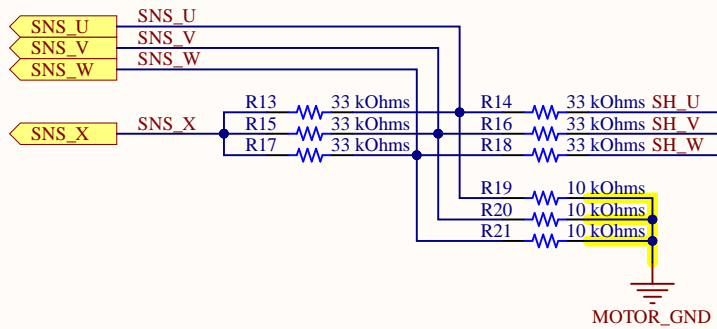 SNS_U SNS_U
SNS_V SNS_V
SNS_W SNS_W
R13 33 kOhms R14 33 kOhms SH_U
SNS_X SNS_X R15 33 kOhms R16 33 kOhms SH_V
R17 33 kOhms R18 33 kOhms SH_W
R19 10 kOhms
R20 10 kOhms
R21 10 kOhms
MOTOR_GND